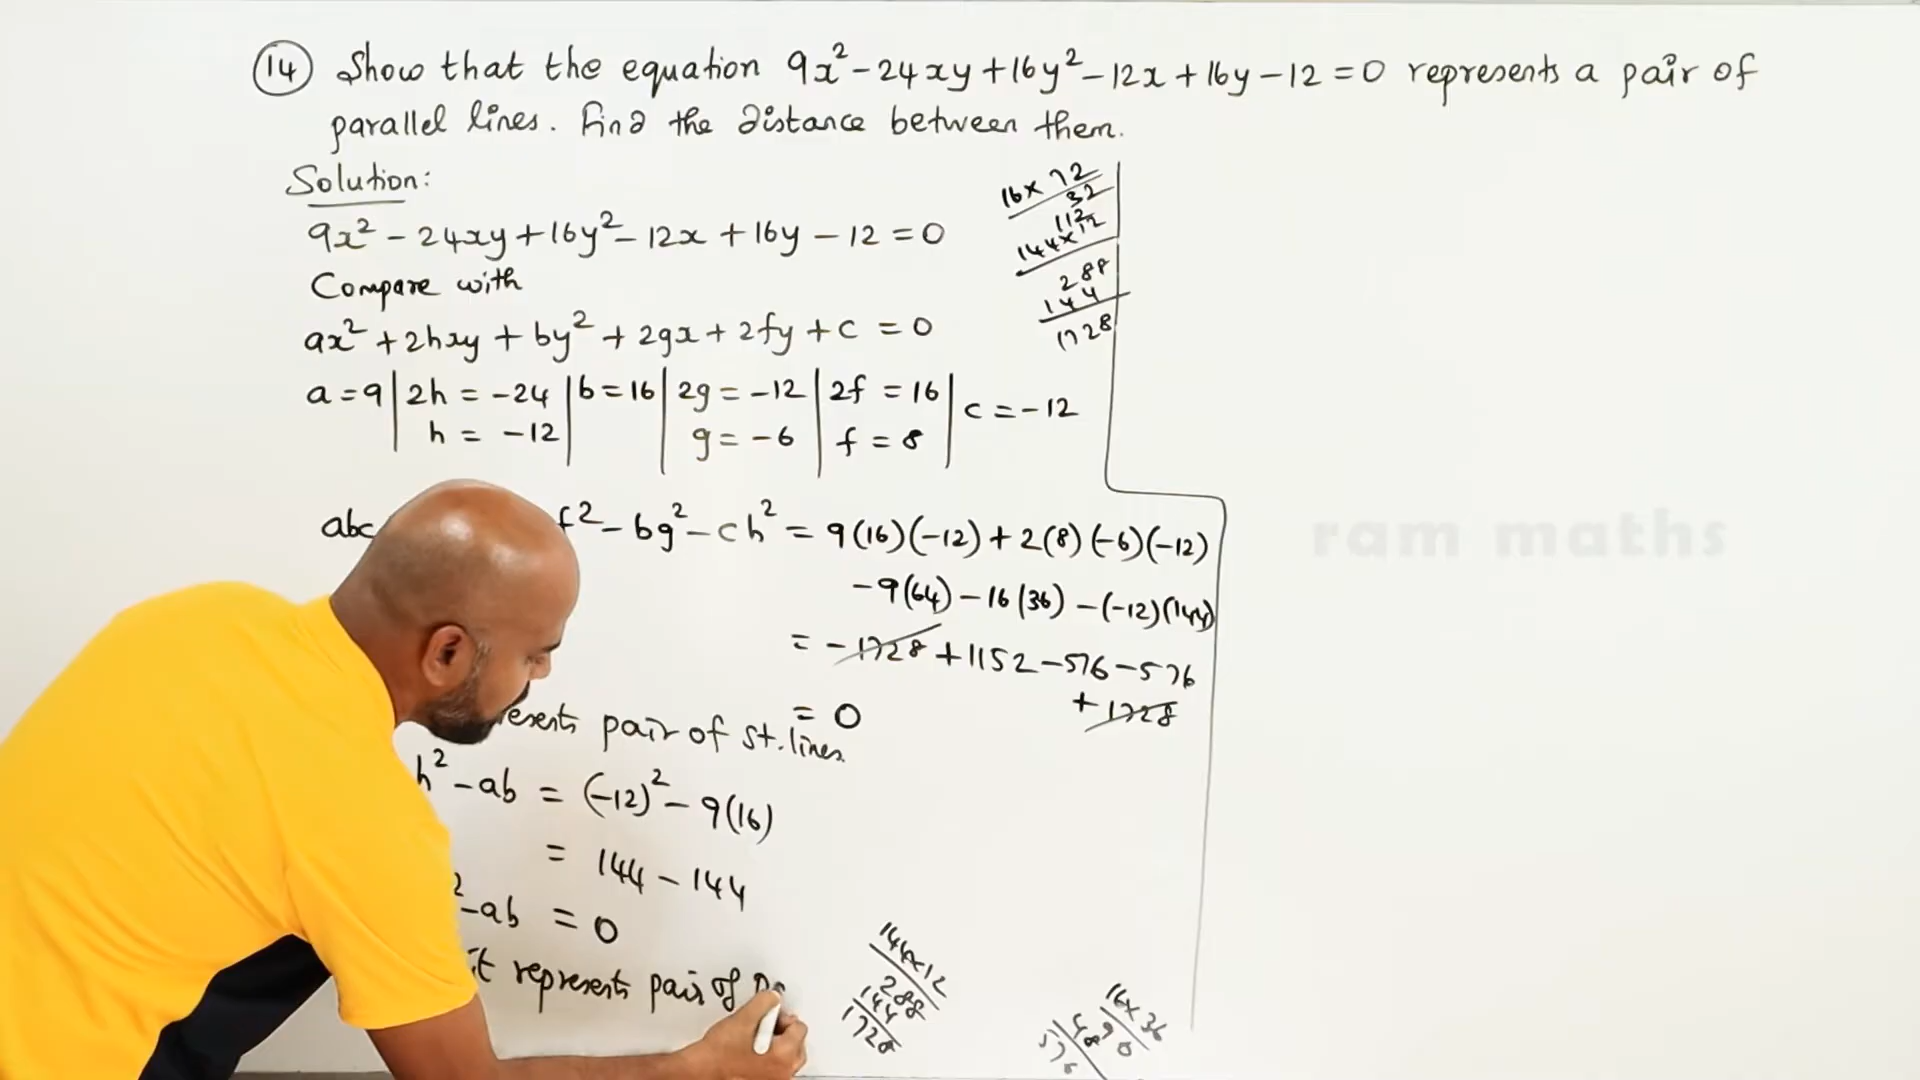 14 Show that the equation 9x² - 24xy + 16y² - 12x + 16y - 12 = 0 represents a pair of
parallel lines. Find the distance between them.
Solution:
9x² - 24xy + 16y² - 12x + 16y - 12 = 0
Compare with
ax² + 2hxy + by² + 2gx + 2fy + c = 0
a = 9 | 2h = -24 | b = 16 | 2g = -12 | 2f = 16 | c = -12
h = -12 g = -6 f = 8
abc f² - bg² - ch² = 9(16)(-12) + 2(8)(-6)(-12)
-9(64) - 16(36) - (-12)(144)
= -1728 + 1152 - 576 - 576
+ 1728
= 0
pair of st. lines.
h² - ab = (-12)² - 9(16)
= 144 - 144
² - ab = 0
it represents pair of
16 × 72
32
112
144 × 12
288
144
1728
144 × 12
288
144
1728
16 × 36
ram maths